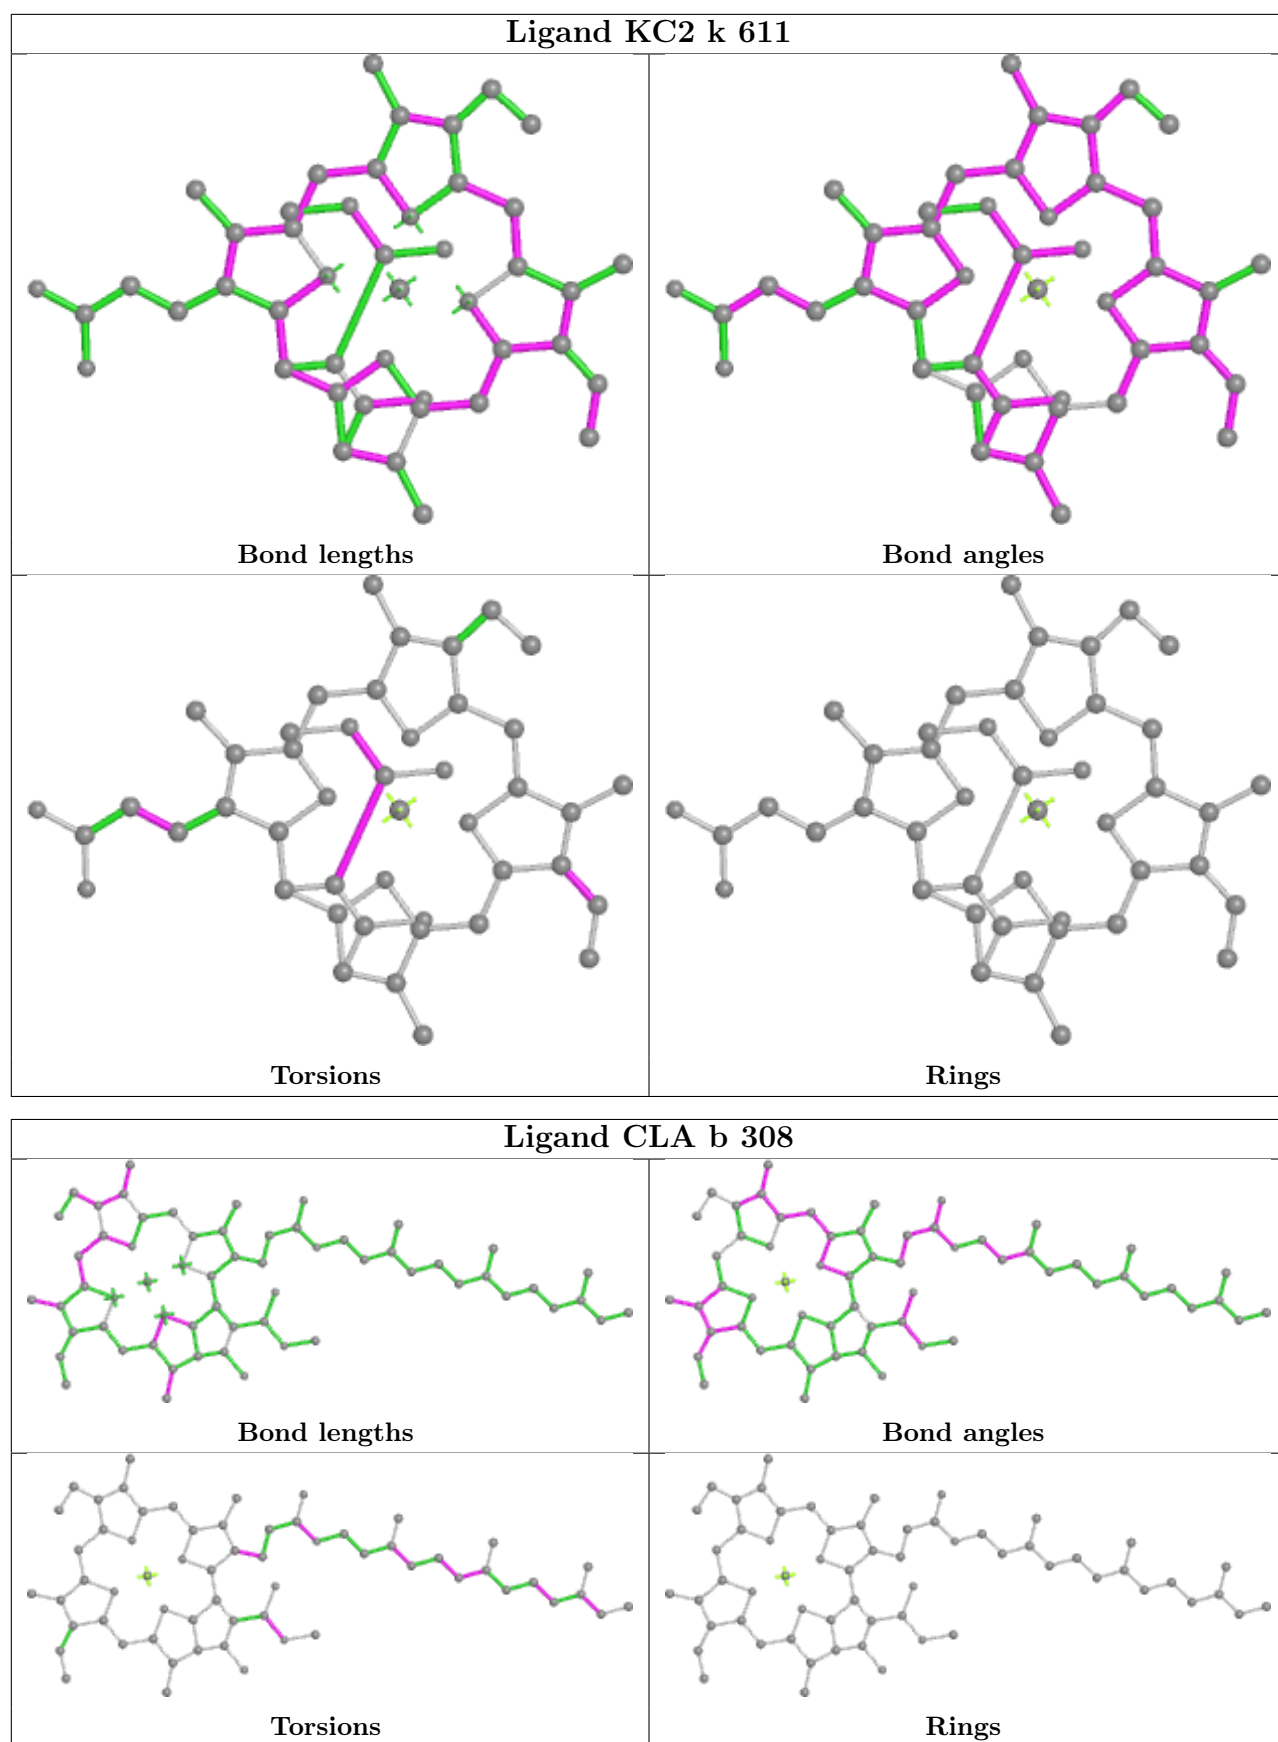 Ligand KC2 k 611
Bond lengths
Bond angles
Torsions
Rings
Ligand CLA b 308
Bond lengths
Bond angles
Torsions
Rings